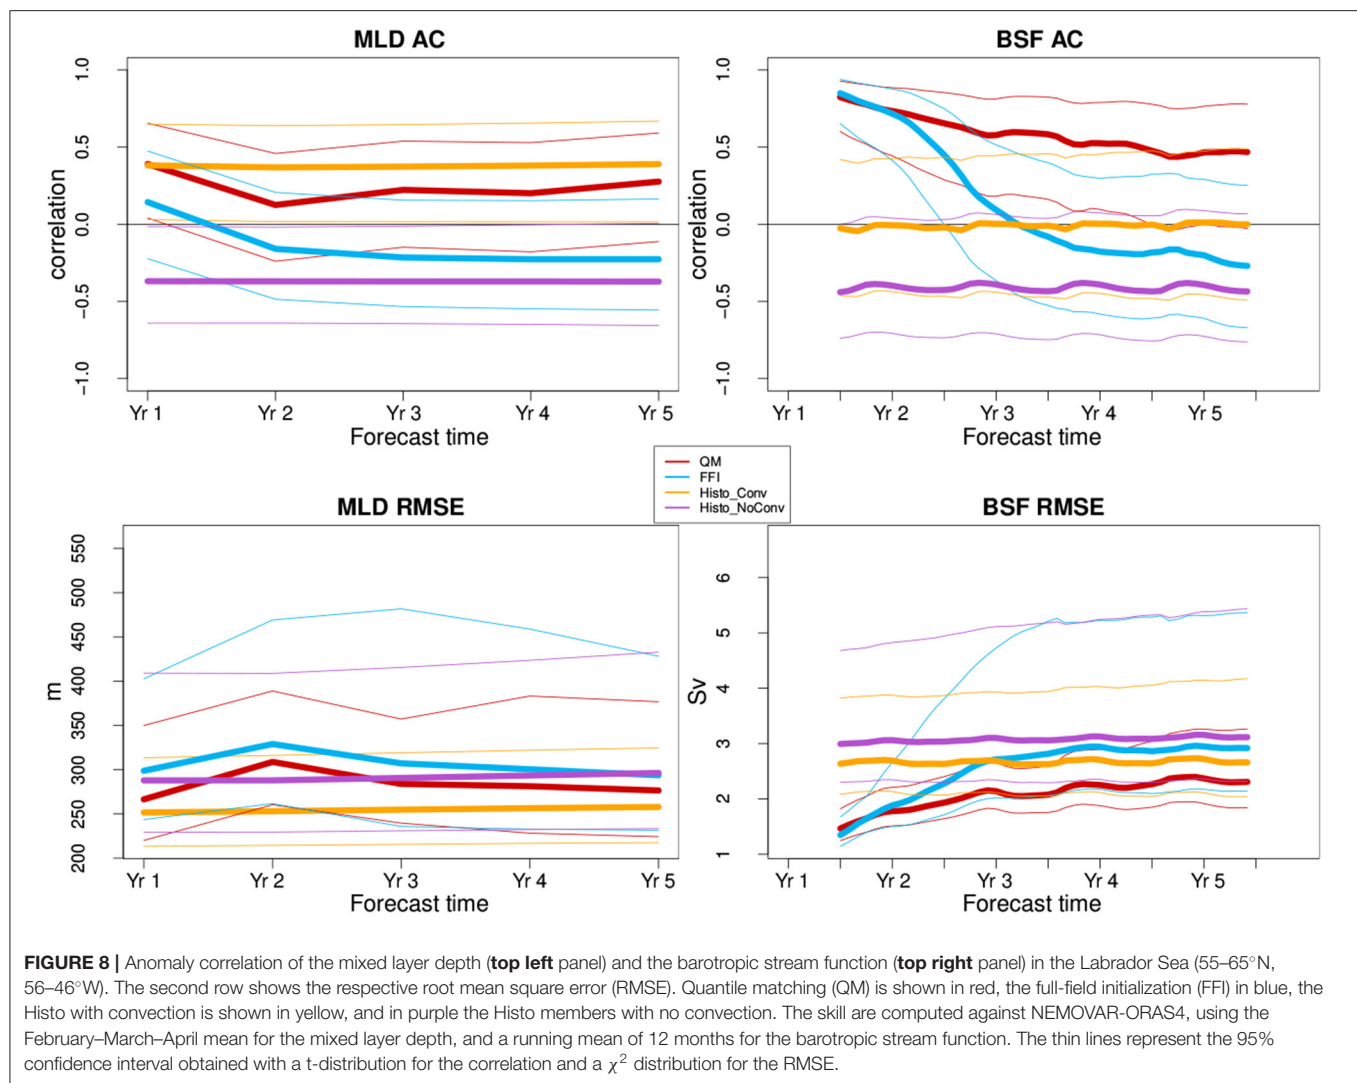 MLD AC
BSF AC
correlation
1.0
0.5
0.0
−0.5
−1.0
Yr 1 Yr 2 Yr 3 Yr 4 Yr 5
Forecast time
correlation
1.0
0.5
0.0
−0.5
−1.0
Yr 1 Yr 2 Yr 3 Yr 4 Yr 5
Forecast time
QM
FFI
Histo_Conv
Histo_NoConv
MLD RMSE
BSF RMSE
m
550
500
450
400
350
300
250
200
Yr 1 Yr 2 Yr 3 Yr 4 Yr 5
Forecast time
Sv
6
5
4
3
2
1
Yr 1 Yr 2 Yr 3 Yr 4 Yr 5
Forecast time
FIGURE 8 | Anomaly correlation of the mixed layer depth (top left panel) and the barotropic stream function (top right panel) in the Labrador Sea (55–65°N,
56–46°W). The second row shows the respective root mean square error (RMSE). Quantile matching (QM) is shown in red, the full-field initialization (FFI) in blue, the
Histo with convection is shown in yellow, and in purple the Histo members with no convection. The skill are computed against NEMOVAR-ORAS4, using the
February–March–April mean for the mixed layer depth, and a running mean of 12 months for the barotropic stream function. The thin lines represent the 95%
confidence interval obtained with a t-distribution for the correlation and a χ² distribution for the RMSE.